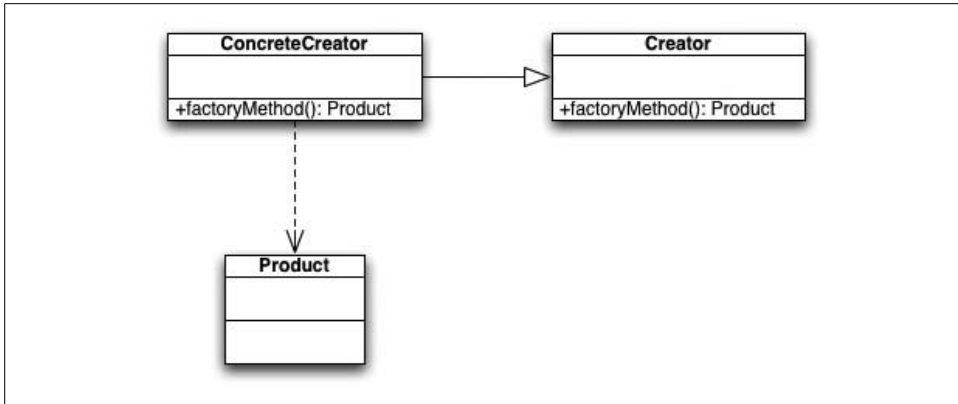 ConcreteCreator
+factoryMethod(): Product
Creator
+factoryMethod(): Product
Product